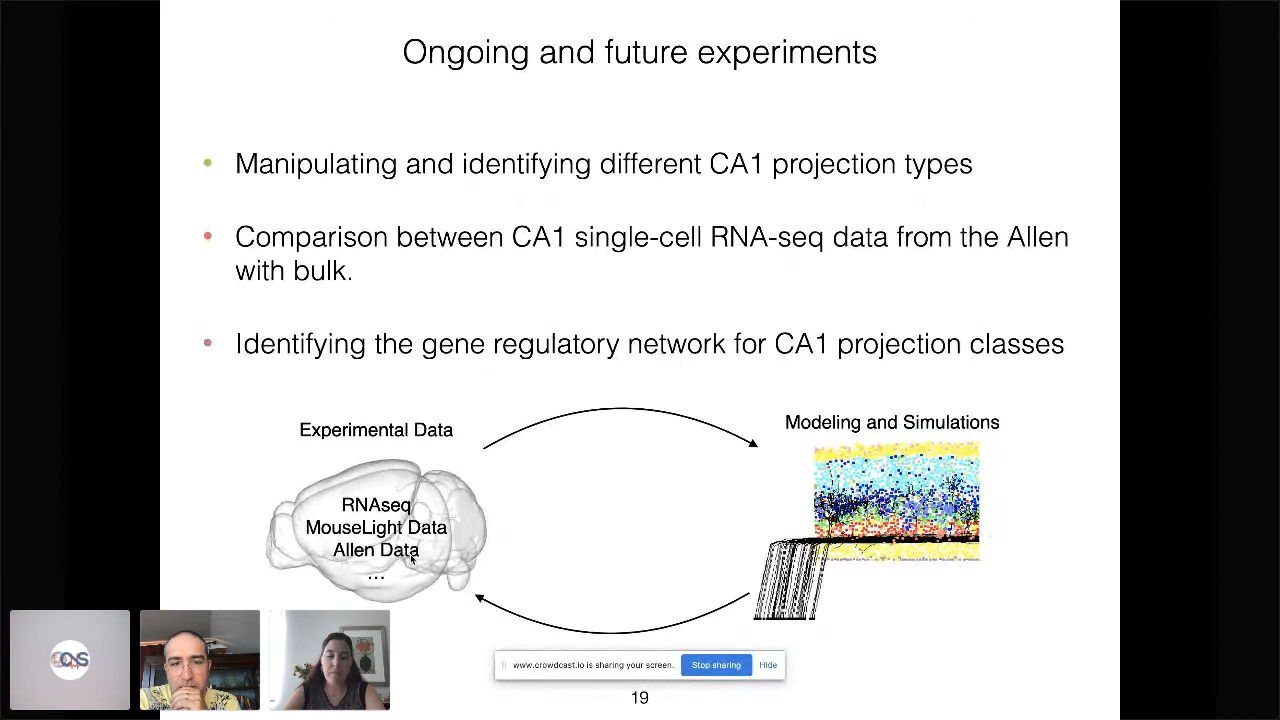 Ongoing and future experiments
Manipulating and identifying different CA1 projection types
Comparison between CA1 single-cell RNA-seq data from the Allen
with bulk.
Identifying the gene regulatory network for CA1 projection classes
Experimental Data
RNAseq
MouseLight Data
Allen Data
...
Modeling and Simulations
CNS
www.crowdcast.io is sharing your screen.
Stop sharing
Hide
19